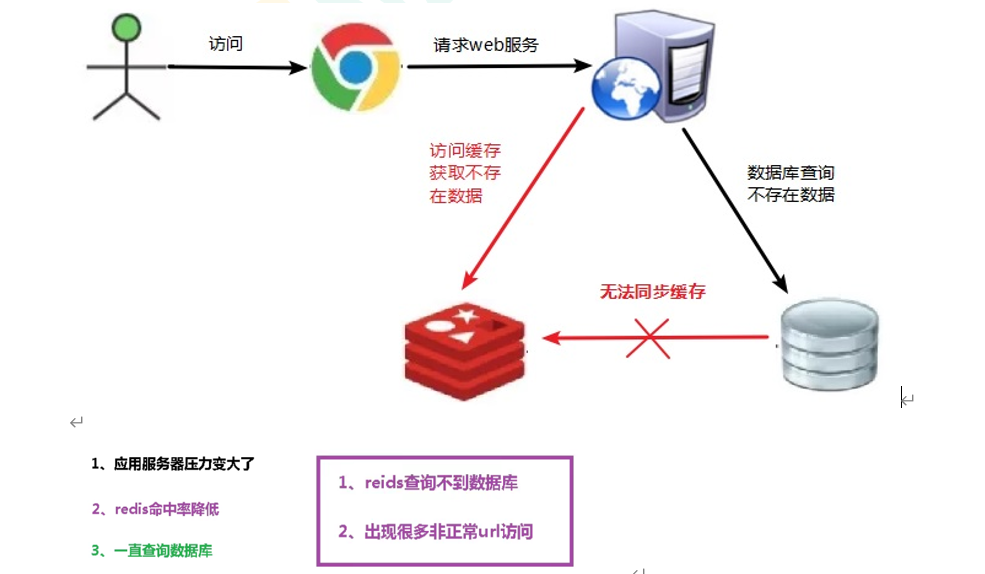 访问
请求web服务
访问缓存
获取不存
在数据
数据库查询
不存在数据
无法同步缓存
1、应用服务器压力变大了
2、redis命中率降低
3、一直查询数据库
1、reids查询不到数据库
2、出现很多非正常url访问